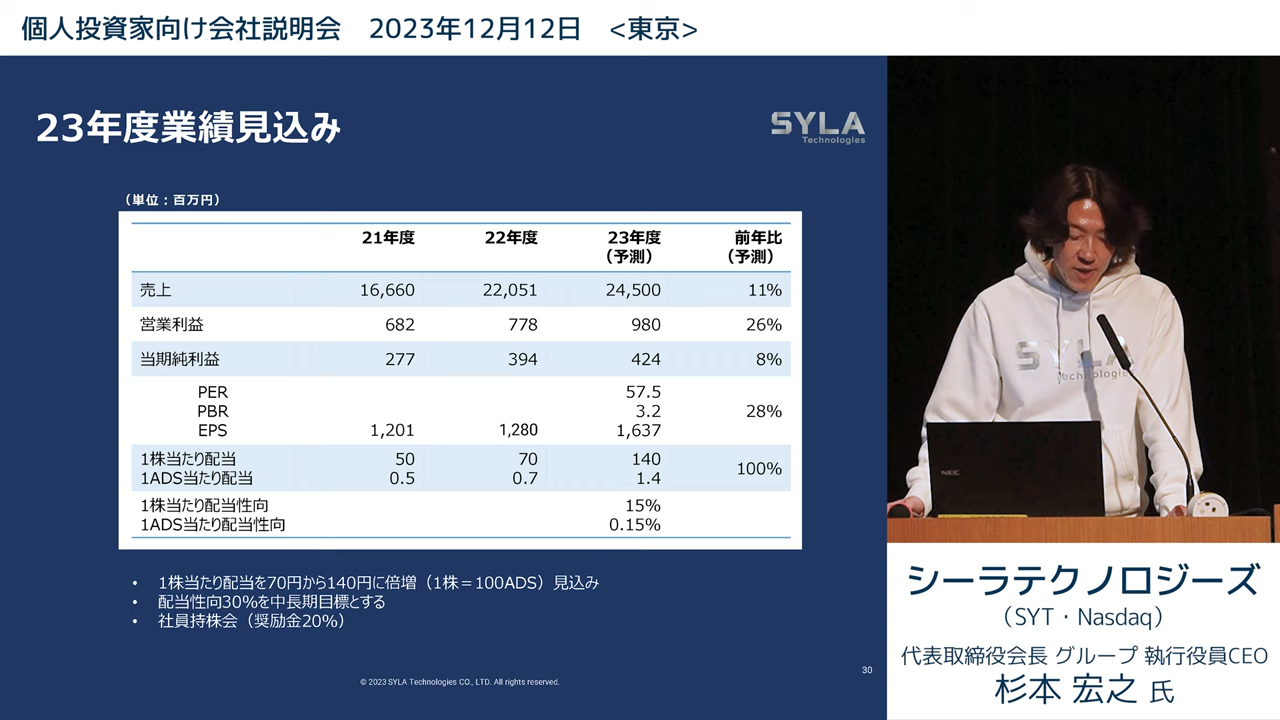 個人投資家向け会社説明会　2023年12月12日　<東京>
23年度業績見込み
SYLA
Technologies
（単位：百万円）
21年度 22年度 23年度（予測） 前年比（予測）
売上 16,660 22,051 24,500 11%
営業利益 682 778 980 26%
当期純利益 277 394 424 8%
PER 57.5
PBR 3.2 28%
EPS 1,201 1,280 1,637
1株当たり配当 50 70 140 100%
1ADS当たり配当 0.5 0.7 1.4
1株当たり配当性向 15%
1ADS当たり配当性向 0.15%
• 1株当たり配当を70円から140円に倍増（1株＝100ADS）見込み
• 配当性向30%を中長期目標とする
• 社員持株会（奨励金20%）
30
© 2023 SYLA Technologies CO., LTD. All rights reserved.
SYLA
Technologies
NEC
シーラテクノロジーズ
（SYT・Nasdaq）
代表取締役会長 グループ 執行役員CEO
杉本 宏之 氏